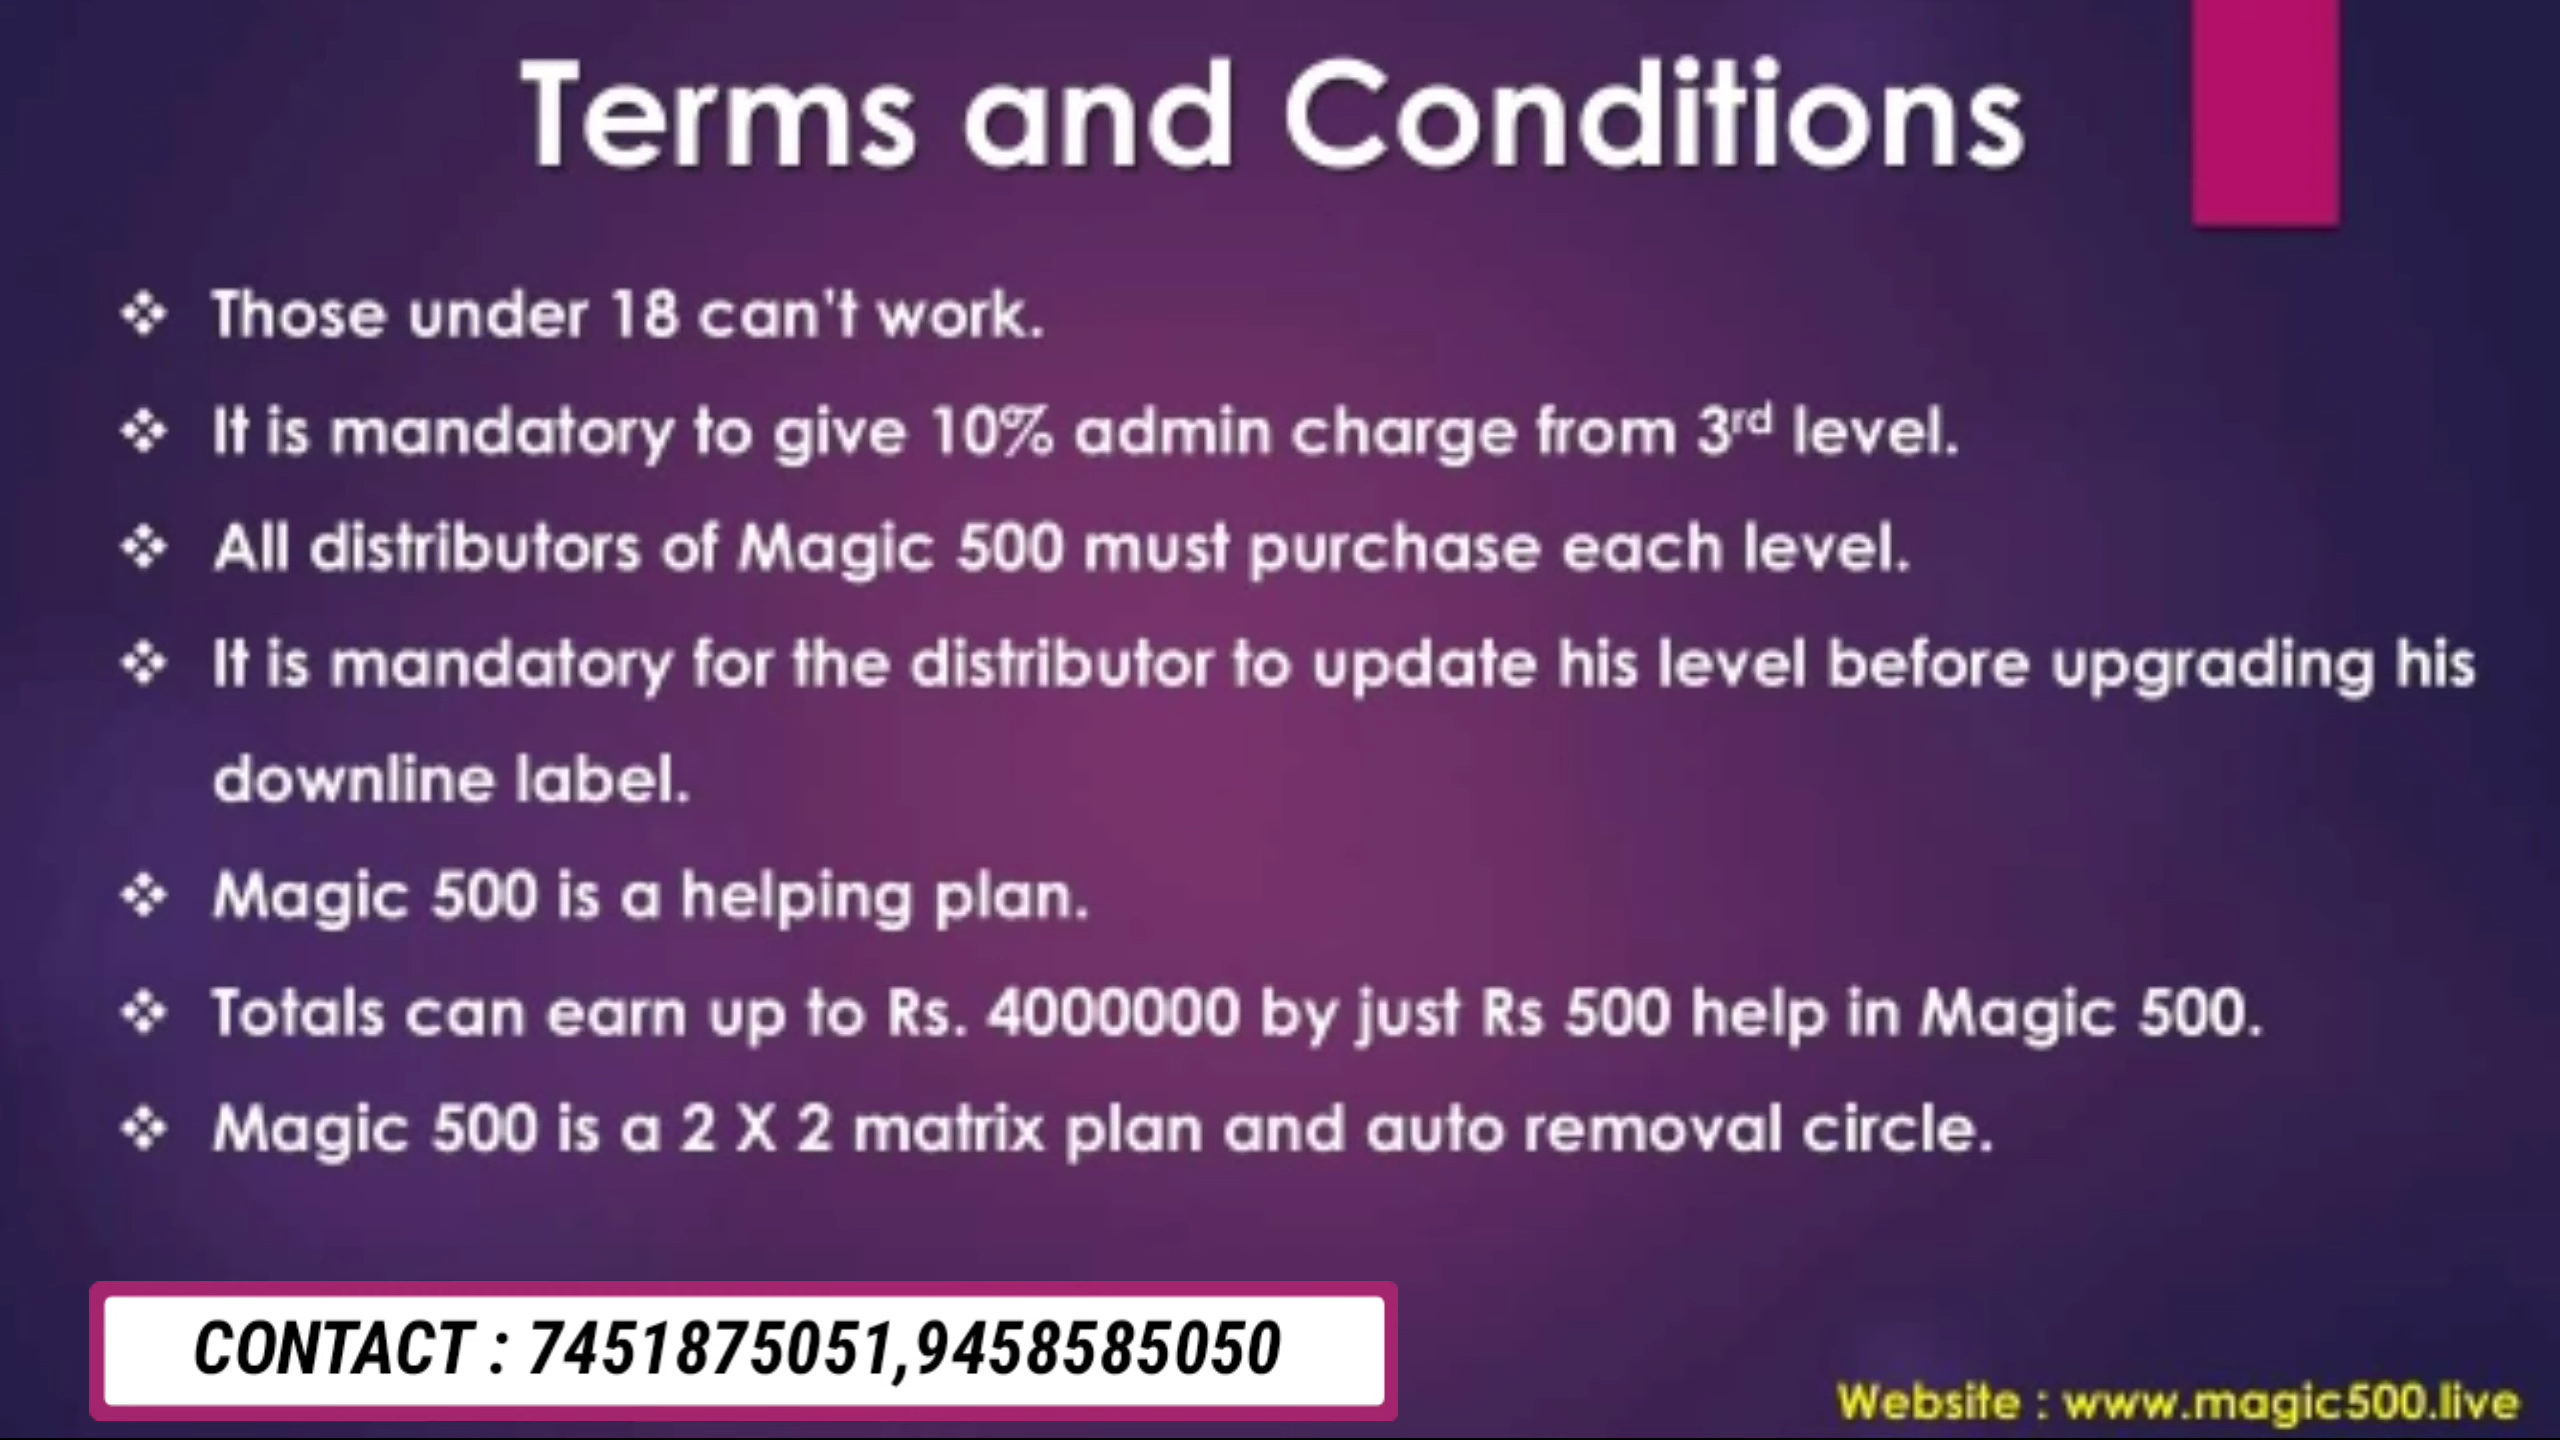 Terms and Conditions
❖ Those under 18 can't work.
❖ It is mandatory to give 10% admin charge from 3rd level.
❖ All distributors of Magic 500 must purchase each level.
❖ It is mandatory for the distributor to update his level before upgrading his
downline label.
❖ Magic 500 is a helping plan.
❖ Totals can earn up to Rs. 4000000 by just Rs 500 help in Magic 500.
❖ Magic 500 is a 2 X 2 matrix plan and auto removal circle.
CONTACT : 7451875051,9458585050
Website : www.magic500.live